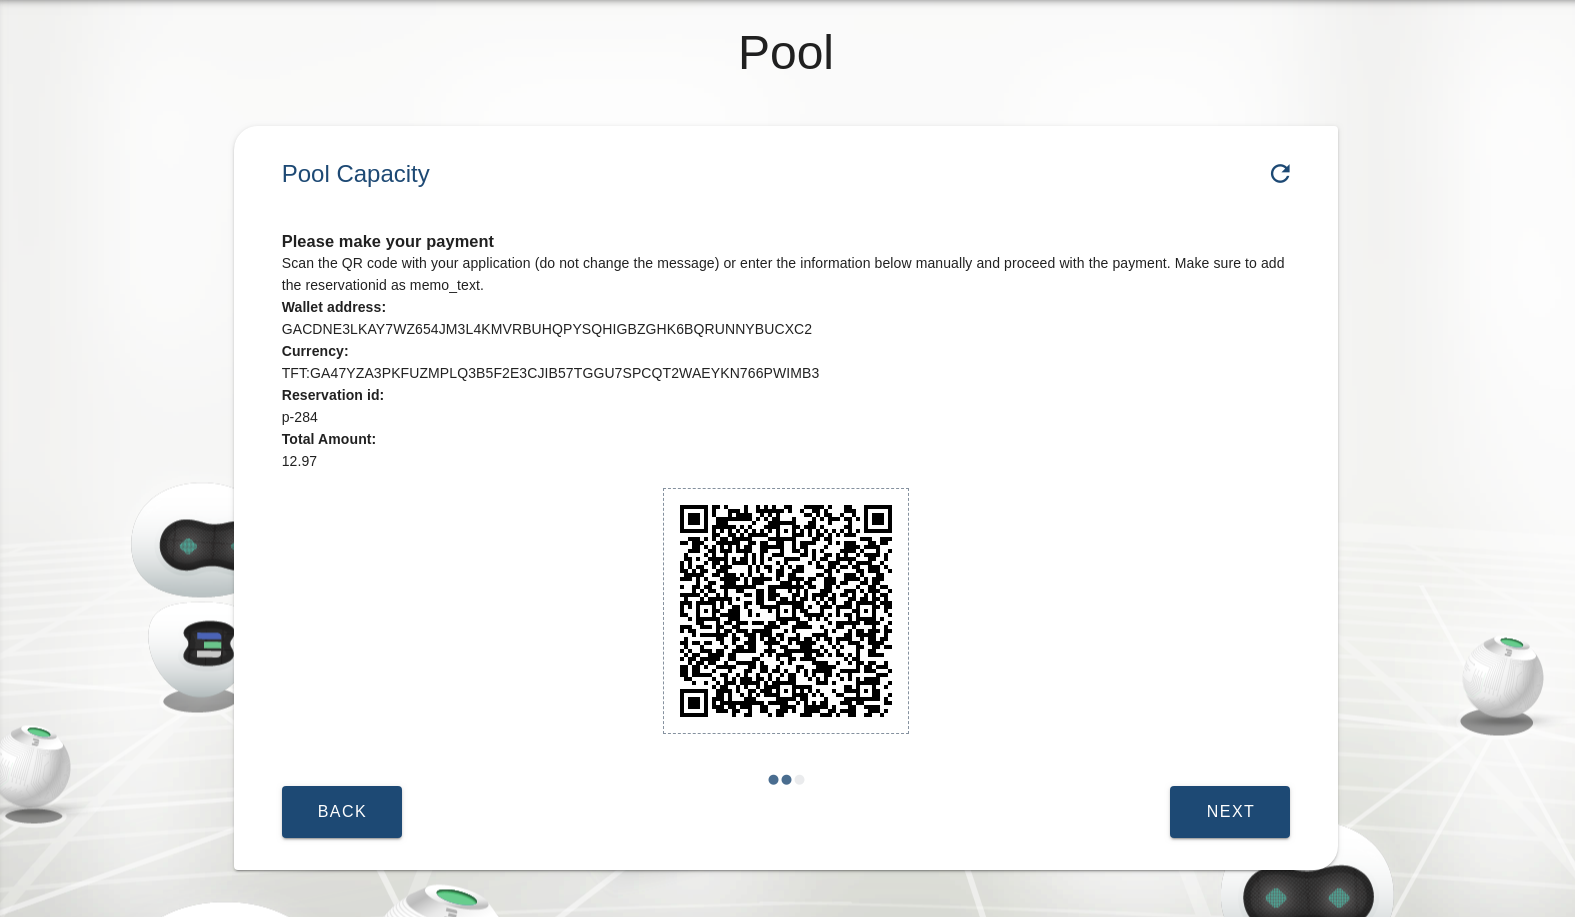 Pool
Pool Capacity
Please make your payment
Scan the QR code with your application (do not change the message) or enter the information below manually and proceed with the payment. Make sure to add
the reservationid as memo_text.
Wallet address:
GACDNE3LKAY7WZ654JM3L4KMVRBUHQPYSQHIGBZGHK6BQRUNNYBUCXC2
Currency:
TFT:GA47YZA3PKFUZMPLQ3B5F2E3CJIB57TGGU7SPCQT2WAEYKN766PWIMB3
Reservation id:
p-284
Total Amount:
12.97
BACK
NEXT